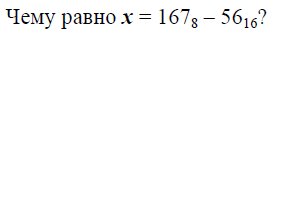 Чему равно x = 167₈ – 56₁₆?